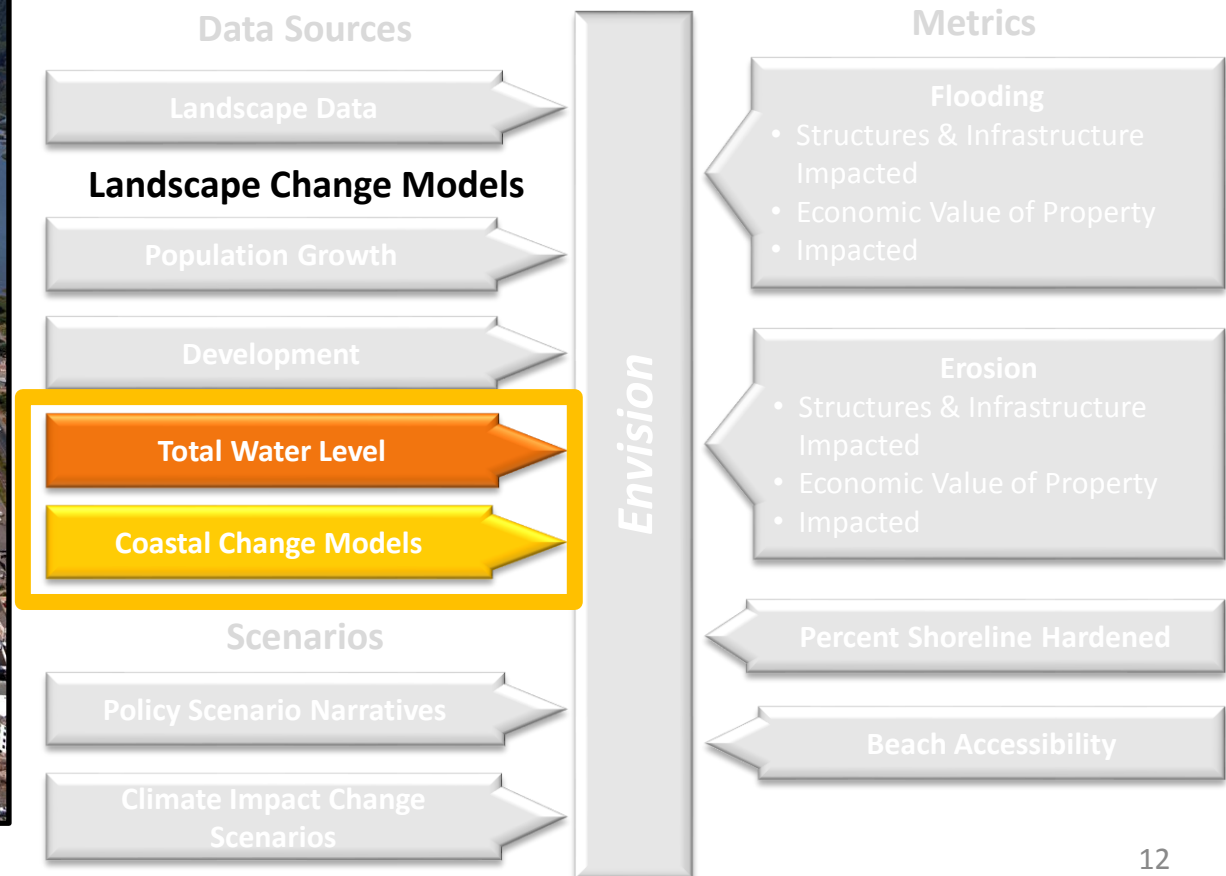 Data Sources
Landscape Data
Landscape Change Models
Population Growth
Development
Total Water Level
Coastal Change Models
Scenarios
Policy Scenario Narratives
Climate Impact Change
Scenarios
Envision
Metrics
Flooding
• Structures & Infrastructure
Impacted
• Economic Value of Property
• Impacted
Erosion
• Structures & Infrastructure
Impacted
• Economic Value of Property
• Impacted
Percent Shoreline Hardened
Beach Accessibility
12